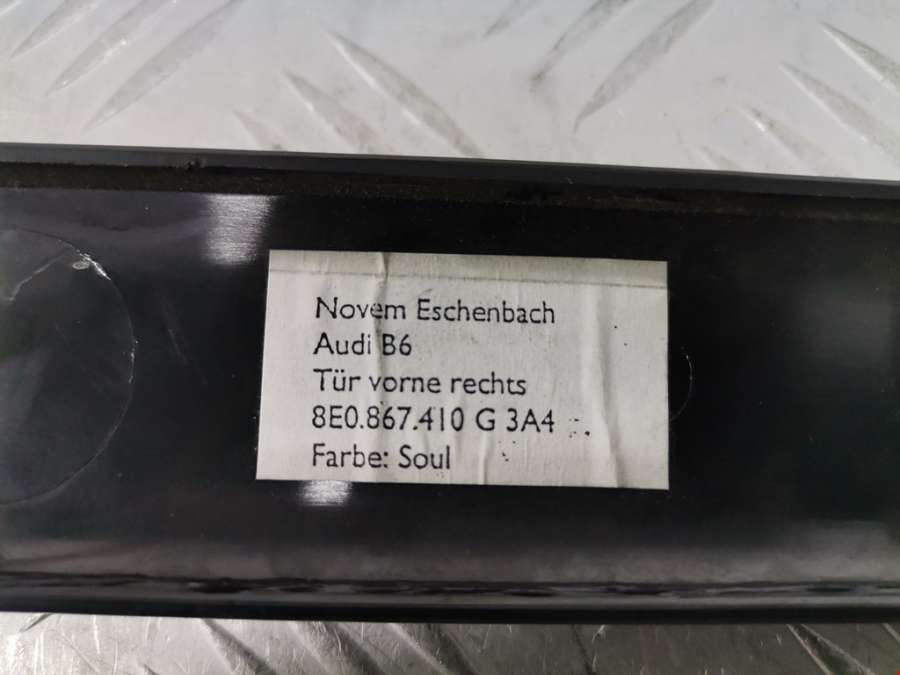 Novem Eschenbach
Audi B6
Tür vorne rechts
8E0.867.410 G 3A4
Farbe: Soul